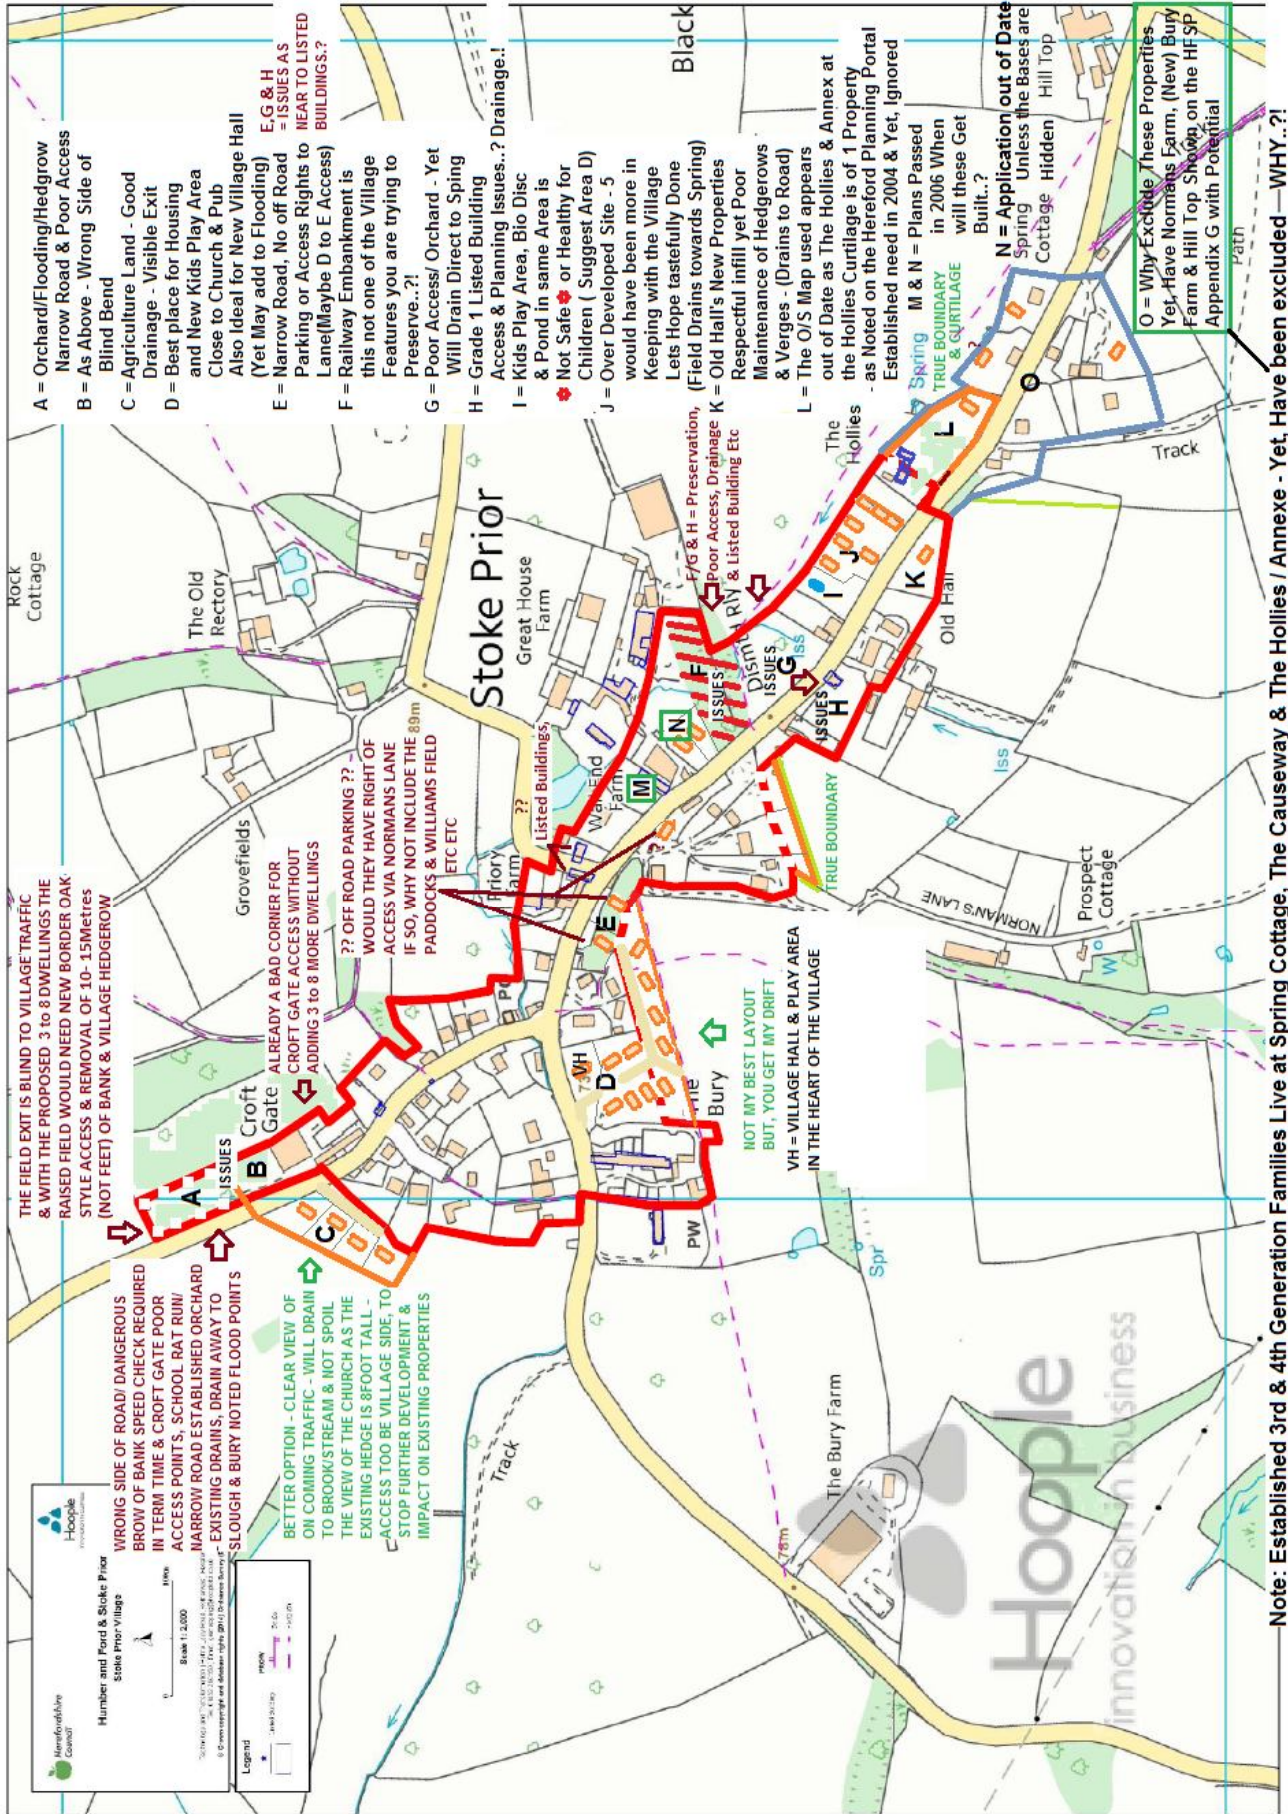 Herefordshire
Council
Hoople
Humber and Ford & Stoke Prior
Stoke Prior Village
Scale 1: 2,000
Legend
PROW
THE FIELD EXIT IS BLIND TO VILLAGE TRAFFIC
& WITH THE PROPOSED 3 to 8 DWELLINGS THE
RAISED FIELD WOULD NEED NEW BORDER OAK
STYLE ACCESS & REMOVAL OF 10- 15Metres
(NOT FEET) OF BANK & VILLAGE HEDGEROW
WRONG SIDE OF ROAD/ DANGEROUS
BROW OF BANK SPEED CHECK REQUIRED
IN TERM TIME & CROFT GATE POOR
ACCESS POINTS, SCHOOL RAT RUN/
NARROW ROAD ESTABLISHED ORCHARD
- EXISTING DRAINS, DRAIN AWAY TO
SLOUGH & BURY NOTED FLOOD POINTS
BETTER OPTION - CLEAR VIEW OF
ON COMING TRAFFIC - WILL DRAIN
TO BROOK/STREAM & NOT SPOIL
THE VIEW OF THE CHURCH AS THE
EXISTING HEDGE IS 8FOOT TALL -
ACCESS TOO BE VILLAGE SIDE, TO
STOP FURTHER DEVELOPMENT &
IMPACT ON EXISTING PROPERTIES
ALREADY A BAD CORNER FOR
CROFT GATE ACCESS WITHOUT
ADDING 3 to 8 MORE DWELLINGS
?? OFF ROAD PARKING ?? -
WOULD THEY HAVE RIGHT OF
ACCESS VIA NORMANS LANE
IF SO, WHY NOT INCLUDE THE
PADDOCKS & WILLIAMS FIELD
ETC ETC
89m
??
Listed Buildings,
A = Orchard/Flooding/Hedgrow
Narrow Road & Poor Access
B = As Above - Wrong Side of
Blind Bend
C = Agriculture Land - Good
Drainage - Visible Exit
D = Best place for Housing
and New Kids Play Area
Close to Church & Pub
Also Ideal for New Village Hall
(Yet May add to Flooding)
E = Narrow Road, No off Road
Parking or Access Rights to
Lane(Maybe D to E Access)
F = Railway Embankment is
this not one of the Village
Features you are trying to
Preserve..?!
E,G & H
= ISSUES AS
NEAR TO LISTED
BUILDINGS.?
G = Poor Access/ Orchard - Yet
Will Drain Direct to Sping
H = Grade 1 Listed Building
Access & Planning Issues..? Drainage.!
I = Kids Play Area, Bio Disc
& Pond in same Area is
Not Safe or Healthy for
Children ( Suggest Area D)
J = Over Developed Site - 5
would have been more in
Keeping with the Village
Lets Hope tastefully Done
(Field Drains towards Spring)
K = Old Hall's New Properties
Respectful infill yet Poor
Maintenance of Hedgerows
& Verges - (Drains to Road)
L = The O/S Map used appears
out of Date as The Hollies & Annex at
the Hollies Curtilage is of 1 Property
- as Noted on the Hereford Planning Portal
Established need in 2004 & Yet, Ignored
M & N = Plans Passed
in 2006 When
will these Get
Built..?
N = Application out of Date
Unless the Bases are
Hidden
O = Why Exclude These Properties
Yet, Have Normans Farm, (New) Bury
Farm & Hill Top Shown on the HFSP
Appendix G with Potential
F/G & H = Preservation,
Poor Access, Drainage
& Listed Building Etc
TRUE BOUNDARY
& CURTILAGE
TRUE BOUNDARY
NOT MY BEST LAYOUT
BUT, YOU GET MY DRIFT
VH = VILLAGE HALL & PLAY AREA
IN THE HEART OF THE VILLAGE
Rock
Cottage
The Old
Rectory
Grovefields
Stoke Prior
Great House
Farm
Black
Croft
Gate
Priory
Farm
Wall End
Farm
The
Hollies
Spring
Spring
Cottage
Hill Top
Old Hall
Track
Path
Dismtd Rly
Iss
Iss
NORMAN'S LANE
Prospect
Cottage
W
The
Bury
PW
PO
Spr
Track
The Bury Farm
78m
A
ISSUES
B
C
VH
D
E
M
N
F
ISSUES
ISSUES
G
ISSUES
H
I
J
K
L
O
Hoople
innovation in business
Note: Established 3rd & 4th Generation Families Live at Spring Cottage, The Causeway & The Hollies / Annexe - Yet, Have been excluded—WHY.?!